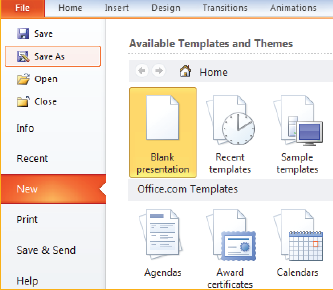 File Home Insert Design Transitions Animations
Save
Save As
Open
Close
Info
Recent
New
Print
Save & Send
Help
Available Templates and Themes
Home
Blank presentation
Recent templates
Sample templates
Office.com Templates
Agendas
Award certificates
Calendars